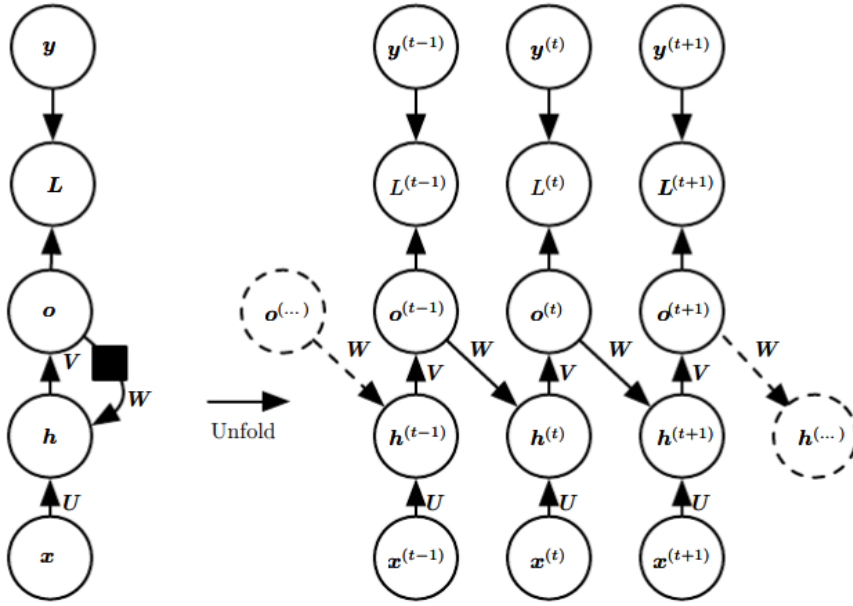 y y^(t−1) y^(t) y^(t+1)
L L^(t−1) L^(t) L^(t+1)
o o^(...) o^(t−1) o^(t) o^(t+1)
W W W W
V V V V
W
h h^(t−1) h^(t) h^(t+1) h^(...)
Unfold
U U U U
x x^(t−1) x^(t) x^(t+1)